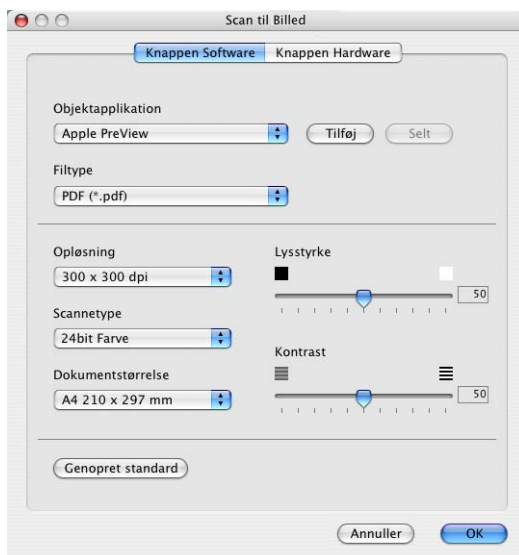 Scan til Billed
Knappen Software Knappen Hardware
Objektapplikation
Apple PreView Tilføj Selt
Filtype
PDF (*.pdf)
Opløsning
300 x 300 dpi
Lysstyrke
50
Scannetype
24bit Farve
Kontrast
50
Dokumentstørrelse
A4 210 x 297 mm
Genopret standard
Annuller OK